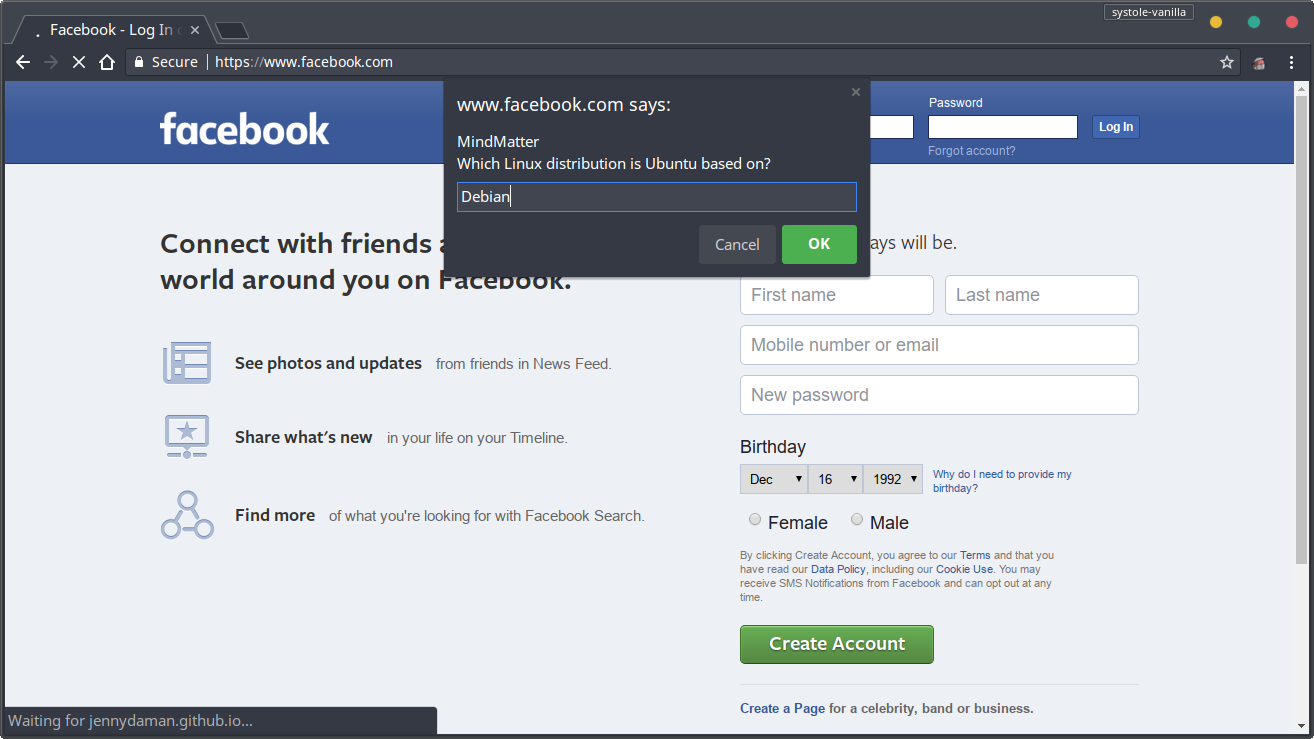 systole-vanilla
Facebook - Log In
Secure
https://www.facebook.com
facebook
Password
Log In
Forgot account?
www.facebook.com says:
MindMatter
Which Linux distribution is Ubuntu based on?
Debian
Cancel
OK
Connect with friends
world around you on Facebook.
ays will be.
See photos and updates from friends in News Feed.
Share what's new in your life on your Timeline.
Find more of what you're looking for with Facebook Search.
First name
Last name
Mobile number or email
New password
Birthday
Dec
16
1992
Why do I need to provide my
birthday?
Female
Male
By clicking Create Account, you agree to our Terms and that you
have read our Data Policy, including our Cookie Use. You may
receive SMS Notifications from Facebook and can opt out at any
time.
Create Account
Create a Page for a celebrity, band or business.
Waiting for jennydaman.github.io...